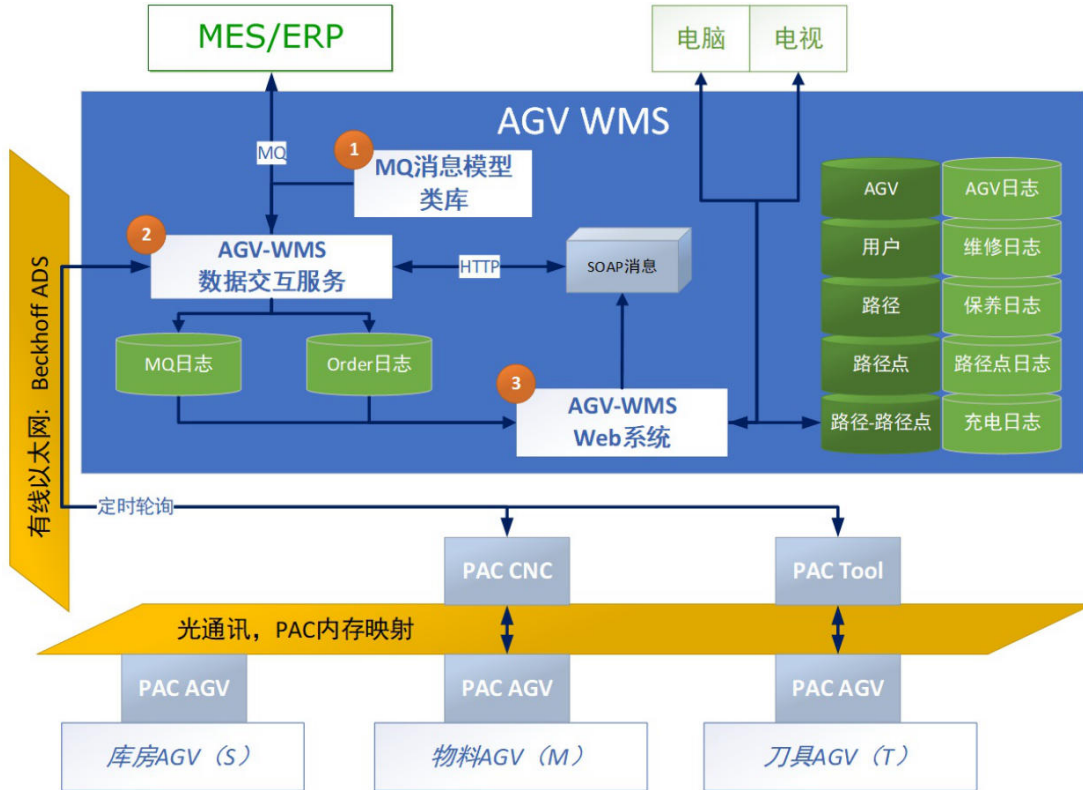 MES/ERP
电脑
电视
AGV WMS
MQ
1
MQ消息模型
类库
2
AGV-WMS
数据交互服务
HTTP
SOAP消息
MQ日志
Order日志
3
AGV-WMS
Web系统
AGV
AGV日志
用户
维修日志
路径
保养日志
路径点
路径点日志
路径-路径点
充电日志
有线以太网: Beckhoff ADS
定时轮询
PAC CNC
PAC Tool
光通讯，PAC内存映射
PAC AGV
PAC AGV
PAC AGV
库房AGV（S）
物料AGV（M）
刀具AGV（T）